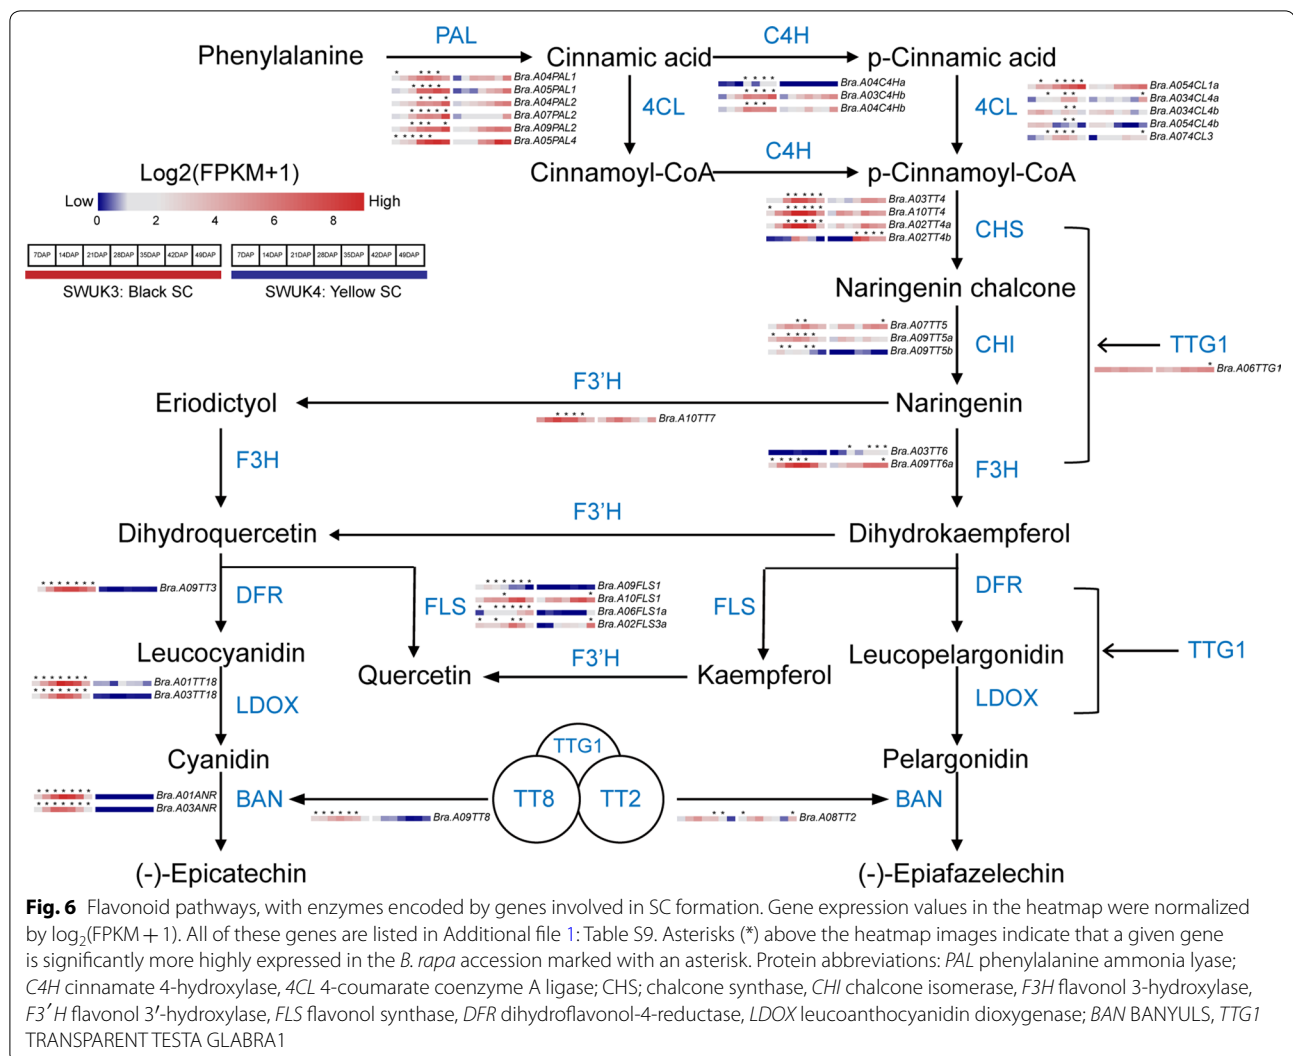 Phenylalanine
PAL
Cinnamic acid
C4H
p-Cinnamic acid
Bra.A04PAL1
Bra.A05PAL1
Bra.A04PAL2
Bra.A07PAL2
Bra.A09PAL2
Bra.A05PAL4
4CL
Bra.A04C4Ha
Bra.A03C4Hb
Bra.A04C4Hb
4CL
Bra.A054CL1a
Bra.A034CL4a
Bra.A034CL4b
Bra.A054CL4b
Bra.A074CL3
Cinnamoyl-CoA
C4H
p-Cinnamoyl-CoA
Log2(FPKM+1)
Low
High
0 2 4 6 8
7DAP 14DAP 21DAP 28DAP 35DAP 42DAP 49DAP
7DAP 14DAP 21DAP 28DAP 35DAP 42DAP 49DAP
SWUK3: Black SC
SWUK4: Yellow SC
Bra.A03TT4
Bra.A10TT4
Bra.A02TT4a
Bra.A02TT4b
CHS
Naringenin chalcone
Bra.A07TT5
Bra.A09TT5a
Bra.A09TT5b
CHI
TTG1
Bra.A06TTG1
Eriodictyol
F3'H
Bra.A10TT7
Naringenin
F3H
Bra.A03TT6
Bra.A09TT6a
F3H
Dihydroquercetin
F3'H
Dihydrokaempferol
Bra.A09TT3
DFR
FLS
Bra.A09FLS1
Bra.A10FLS1
Bra.A06FLS1a
Bra.A02FLS3a
FLS
DFR
TTG1
Leucocyanidin
Quercetin
F3'H
Kaempferol
Leucopelargonidin
Bra.A01TT18
Bra.A03TT18
LDOX
LDOX
Cyanidin
Pelargonidin
TTG1
TT8
TT2
Bra.A01ANR
Bra.A03ANR
BAN
Bra.A09TT8
Bra.A08TT2
BAN
(-)-Epicatechin
(-)-Epiafazelechin
Fig. 6 Flavonoid pathways, with enzymes encoded by genes involved in SC formation. Gene expression values in the heatmap were normalized
by log₂(FPKM + 1). All of these genes are listed in Additional file 1: Table S9. Asterisks (*) above the heatmap images indicate that a given gene
is significantly more highly expressed in the B. rapa accession marked with an asterisk. Protein abbreviations: PAL phenylalanine ammonia lyase;
C4H cinnamate 4-hydroxylase, 4CL 4-coumarate coenzyme A ligase; CHS; chalcone synthase, CHI chalcone isomerase, F3H flavonol 3-hydroxylase,
F3′H flavonol 3′-hydroxylase, FLS flavonol synthase, DFR dihydroflavonol-4-reductase, LDOX leucoanthocyanidin dioxygenase; BAN BANYULS, TTG1
TRANSPARENT TESTA GLABRA1